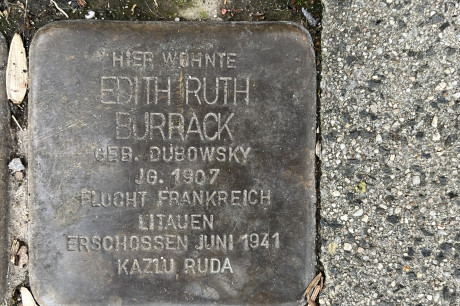 HIER WOHNTE
EDITH RUTH
BURRACK
GEB. DUBOWSKY
JG. 1907
FLUCHT FRANKREICH
LITAUEN
ERSCHOSSEN JUNI 1941
KAZLU RUDA